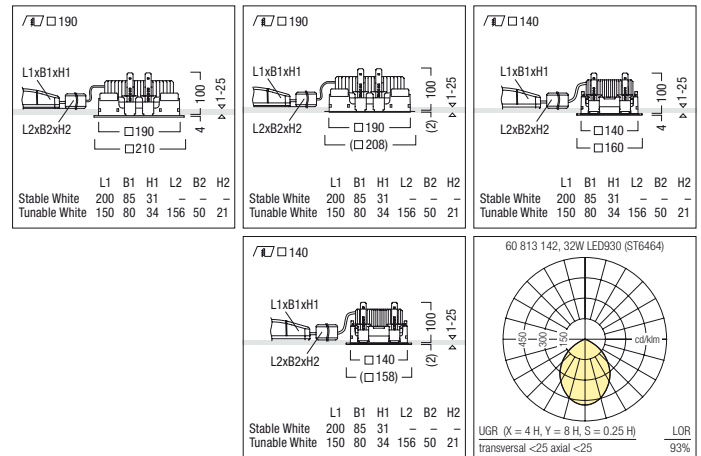 □190
L1xB1xH1
L2xB2xH2
100
1-25
4
□190
□210
L1 B1 H1 L2 B2 H2
Stable White 200 85 31 – – –
Tunable White 150 80 34 156 50 21
□190
L1xB1xH1
L2xB2xH2
100
1-25
(2)
□190
(□208)
L1 B1 H1 L2 B2 H2
Stable White 200 85 31 – – –
Tunable White 150 80 34 156 50 21
□140
L1xB1xH1
L2xB2xH2
100
1-25
4
□140
□160
L1 B1 H1 L2 B2 H2
Stable White 200 85 31 – – –
Tunable White 150 80 34 156 50 21
□140
L1xB1xH1
L2xB2xH2
100
1-25
(2)
□140
(□158)
L1 B1 H1 L2 B2 H2
Stable White 200 85 31 – – –
Tunable White 150 80 34 156 50 21
60 813 142, 32W LED930 (ST6464)
450 300 150 cd/klm
UGR (X = 4 H, Y = 8 H, S = 0.25 H) LOR
transversal <25 axial <25 93%